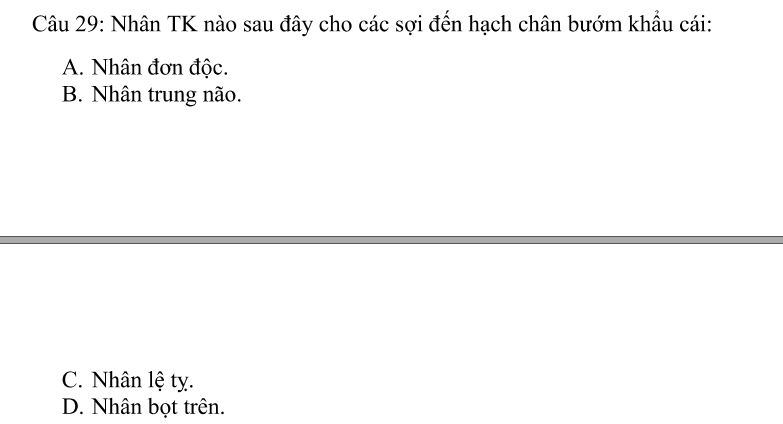 Câu 29: Nhân TK nào sau đây cho các sợi đến hạch chân bướm khẩu cái:
A. Nhân đơn độc.
B. Nhân trung não.
C. Nhân lệ tỵ.
D. Nhân bọt trên.